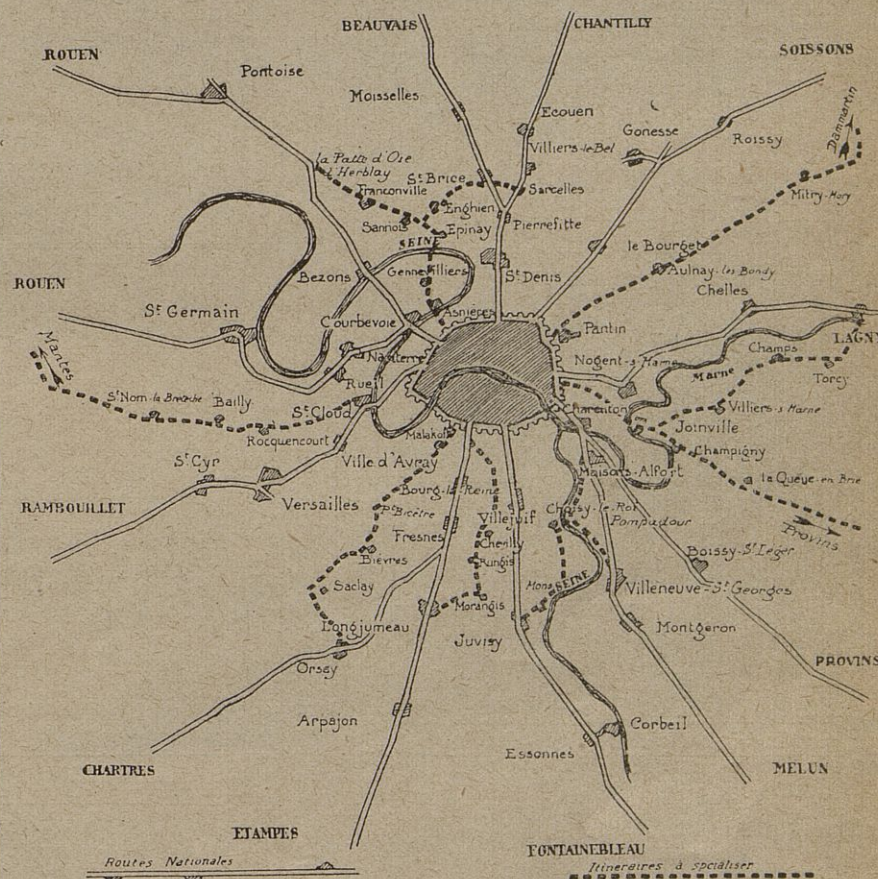 BEAUVAIS
CHANTILLY
ROUEN
SOISSONS
Pontoise
Moisselles
Ecouen
Gonesse
Roissy
Dammartin
Villiers-le-Bel
la Patte d'Oie
d'Herblay
St Brice
Sarcelles
Franconville
Enghien
Mitry-Mory
Sannois
Epinay
Pierrefitte
SEINE
le Bourget
ROUEN
Bezons
Gennevilliers
St Denis
Aulnay-les-Bondy
Chelles
St Germain
Courbevoie
Asnières
Pantin
LAGNY
Mantes
Nanterre
Nogent-s-Marne
Champs
MARNE
Rueil
Torcy
St Nom-la-Bretèche
Bailly
St Cloud
Charenton
Villiers-s-Marne
Joinville
Rocquencourt
Malakoff
Champigny
St Cyr
Ville d'Avray
Maisons-Alfort
la Queue-en-Brie
Versailles
Bourg-la-Reine
RAMBOUILLET
Pt Bicêtre
Villejuif
Choisy-le-Roi
Pompadour
Provins
Fresnes
Chevilly
Bièvres
Rungis
Boissy-St Léger
Saclay
Mons
SEINE
Villeneuve-St Georges
Morangis
Longjumeau
Juvisy
Montgeron
Orsay
PROVINS
Arpajon
Corbeil
Essonnes
CHARTRES
MELUN
ETAMPES
FONTAINEBLEAU
Routes Nationales
Itineraires à spécialiser